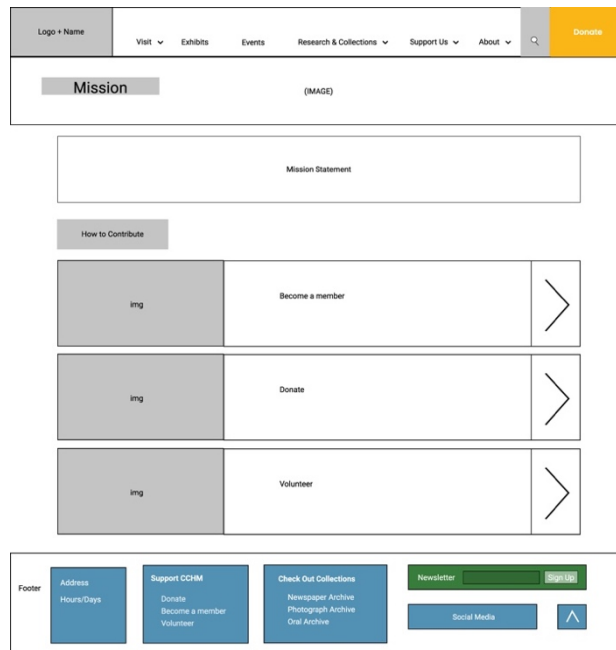 Logo + Name
Visit
Exhibits
Events
Research & Collections
Support Us
About
Donate
Mission
(IMAGE)
Mission Statement
How to Contribute
img
Become a member
img
Donate
img
Volunteer
Footer
Address
Hours/Days
Support CCHM
Donate
Become a member
Volunteer
Check Out Collections
Newspaper Archive
Photograph Archive
Oral Archive
Newsletter
Sign Up
Social Media